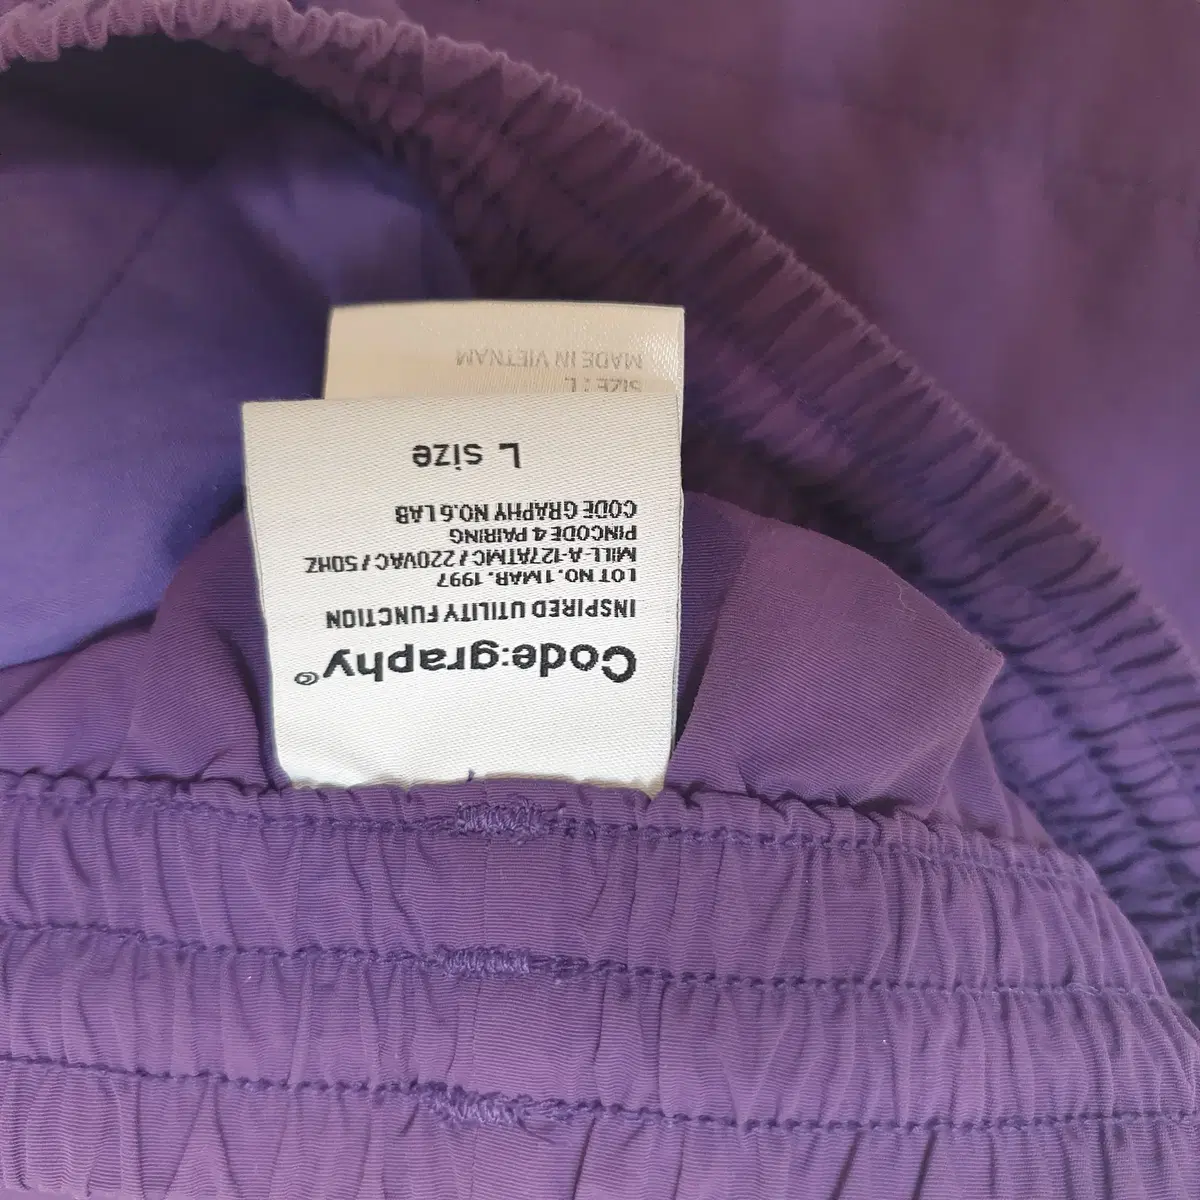 Code:graphy©
INSPIRED UTILITY FUNCTION
LOT NO. 1MAR. 1997
MILL-A-127ATMC / 220VAC / 50HZ
PINCODE 4 PAIRING
CODE GRAPHY NO.6 LAB
L size
SIZE : L
MADE IN VIETNAM